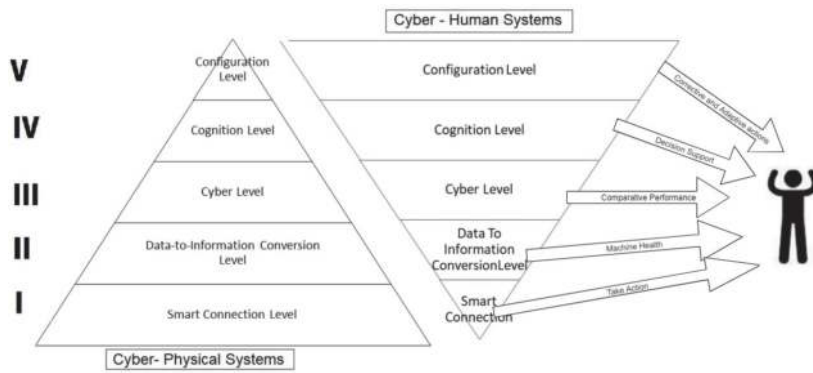 Cyber - Human Systems
V
Configuration
Level
Configuration Level
Corrective and Adaptive actions
IV
Cognition Level
Cognition Level
Decision Support
III
Cyber Level
Cyber Level
Comparative Performance
II
Data-to-Information Conversion
Level
Data To
Information
ConversionLevel
Machine Health
I
Smart Connection Level
Smart
Connection
Take Action
Cyber- Physical Systems